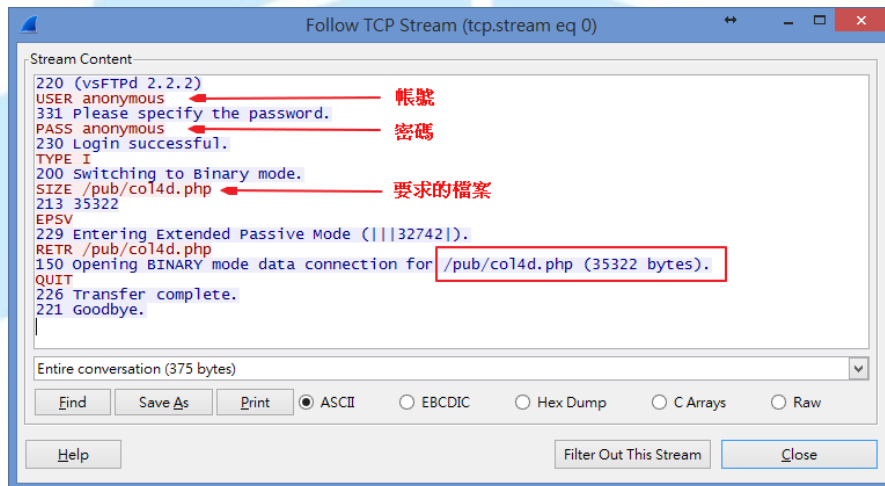 Follow TCP Stream (tcp.stream eq 0)
Stream Content
220 (vsFTPd 2.2.2)
USER anonymous 帳號
331 Please specify the password.
PASS anonymous 密碼
230 Login successful.
TYPE I
200 Switching to Binary mode.
SIZE /pub/col4d.php 要求的檔案
213 35322
EPSV
229 Entering Extended Passive Mode (|||32742|).
RETR /pub/col4d.php
150 Opening BINARY mode data connection for /pub/col4d.php (35322 bytes).
QUIT
226 Transfer complete.
221 Goodbye.
Entire conversation (375 bytes)
Find Save As Print ASCII EBCDIC Hex Dump C Arrays Raw
Help Filter Out This Stream Close